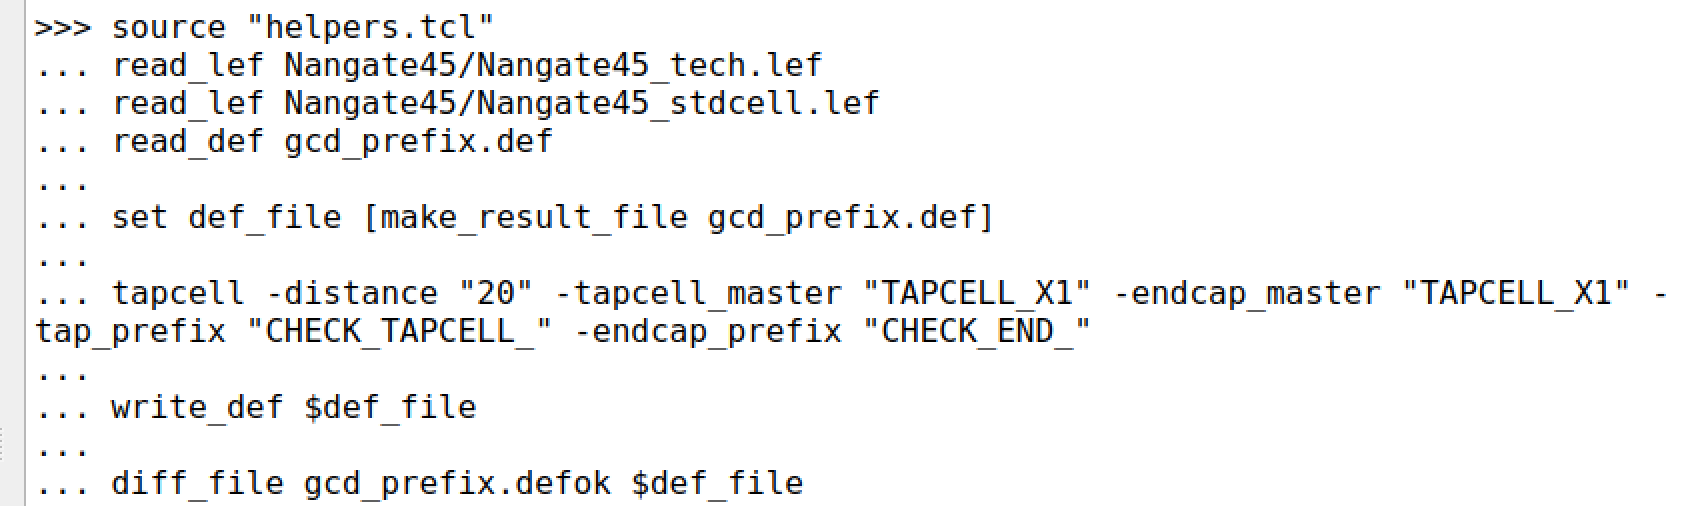 >>> source "helpers.tcl"
... read_lef Nangate45/Nangate45_tech.lef
... read_lef Nangate45/Nangate45_stdcell.lef
... read_def gcd_prefix.def
...
... set def_file [make_result_file gcd_prefix.def]
...
... tapcell -distance "20" -tapcell_master "TAPCELL_X1" -endcap_master "TAPCELL_X1" -
tap_prefix "CHECK_TAPCELL_" -endcap_prefix "CHECK_END_"
...
... write_def $def_file
...
... diff_file gcd_prefix.defok $def_file